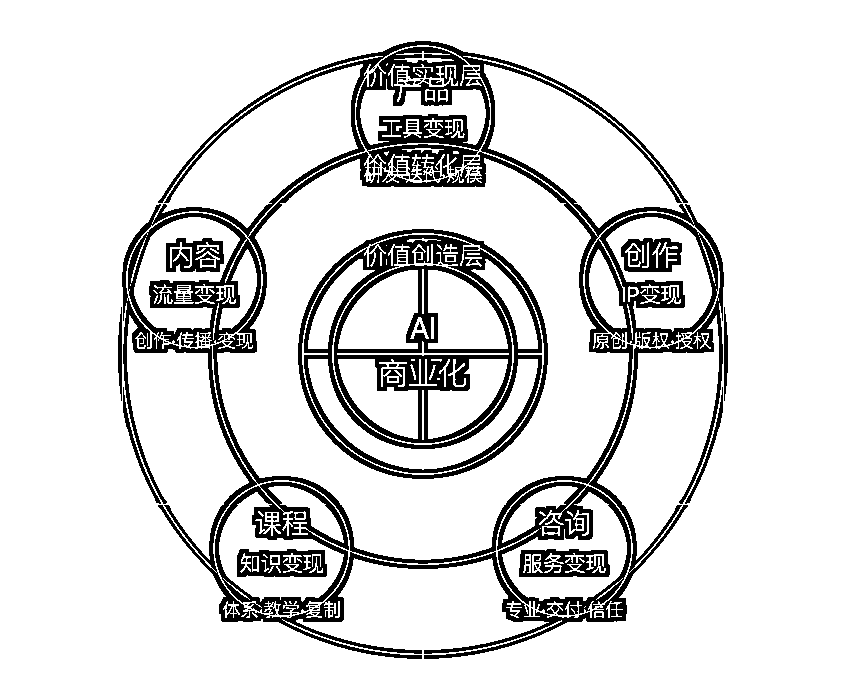 价值实现层
产品
工具变现
价值转化层
研发·迭代·规模
内容
流量变现
创作·传播·变现
创作
IP变现
原创·版权·授权
价值创造层
AI
商业化
课程
知识变现
体系·教学·复制
咨询
服务变现
专业·交付·信任